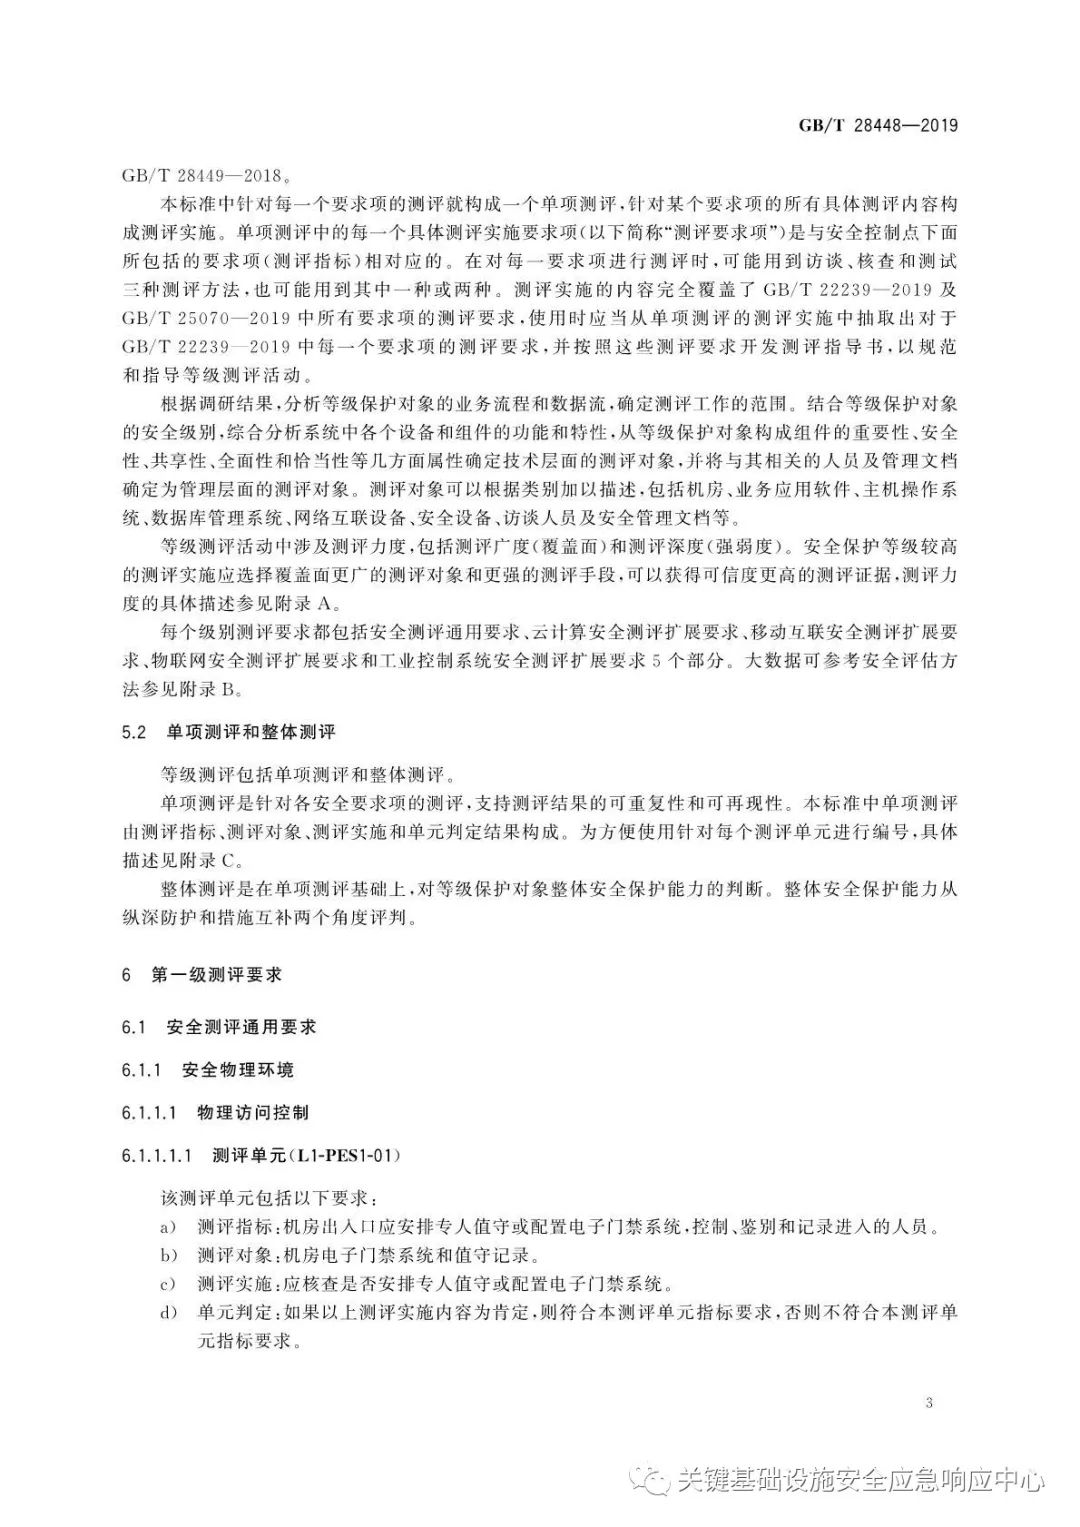 GB/T 28448—2019
GB/T 28449—2018。
本标准中针对每一个要求项的测评就构成一个单项测评,针对某个要求项的所有具体测评内容构
成测评实施。单项测评中的每一个具体测评实施要求项(以下简称“测评要求项”)是与安全控制点下面
所包括的要求项(测评指标)相对应的。在对每一要求项进行测评时,可能用到访谈、核查和测试
三种测评方法,也可能用到其中一种或两种。测评实施的内容完全覆盖了 GB/T 22239—2019 及
GB/T 25070—2019 中所有要求项的测评要求,使用时应当从单项测评的测评实施中抽取出对于
GB/T 22239—2019 中每一个要求项的测评要求,并按照这些测评要求开发测评指导书,以规范
和指导等级测评活动。
根据调研结果,分析等级保护对象的业务流程和数据流,确定测评工作的范围。结合等级保护对象
的安全级别,综合分析系统中各个设备和组件的功能和特性,从等级保护对象构成组件的重要性、安全
性、共享性、全面性和恰当性等几方面属性确定技术层面的测评对象,并将与其相关的人员及管理文档
确定为管理层面的测评对象。测评对象可以根据类别加以描述,包括机房、业务应用软件、主机操作系
统、数据库管理系统、网络互联设备、安全设备、访谈人员及安全管理文档等。
等级测评活动中涉及测评力度,包括测评广度(覆盖面)和测评深度(强弱度)。安全保护等级较高
的测评实施应选择覆盖面更广的测评对象和更强的测评手段,可以获得可信度更高的测评证据,测评力
度的具体描述参见附录 A。
每个级别测评要求都包括安全测评通用要求、云计算安全测评扩展要求、移动互联安全测评扩展要
求、物联网安全测评扩展要求和工业控制系统安全测评扩展要求 5 个部分。大数据可参考安全评估方
法参见附录 B。
5.2 单项测评和整体测评
等级测评包括单项测评和整体测评。
单项测评是针对各安全要求项的测评,支持测评结果的可重复性和可再现性。本标准中单项测评
由测评指标、测评对象、测评实施和单元判定结果构成。为方便使用针对每个测评单元进行编号,具体
描述见附录 C。
整体测评是在单项测评基础上,对等级保护对象整体安全保护能力的判断。整体安全保护能力从
纵深防护和措施互补两个角度评判。
6 第一级测评要求
6.1 安全测评通用要求
6.1.1 安全物理环境
6.1.1.1 物理访问控制
6.1.1.1.1 测评单元(L1-PES1-01)
该测评单元包括以下要求:
a) 测评指标:机房出入口应安排专人值守或配置电子门禁系统,控制、鉴别和记录进入的人员。
b) 测评对象:机房电子门禁系统和值守记录。
c) 测评实施:应核查是否安排专人值守或配置电子门禁系统。
d) 单元判定:如果以上测评实施内容为肯定,则符合本测评单元指标要求,否则不符合本测评单
元指标要求。
3
关键基础设施安全应急响应中心